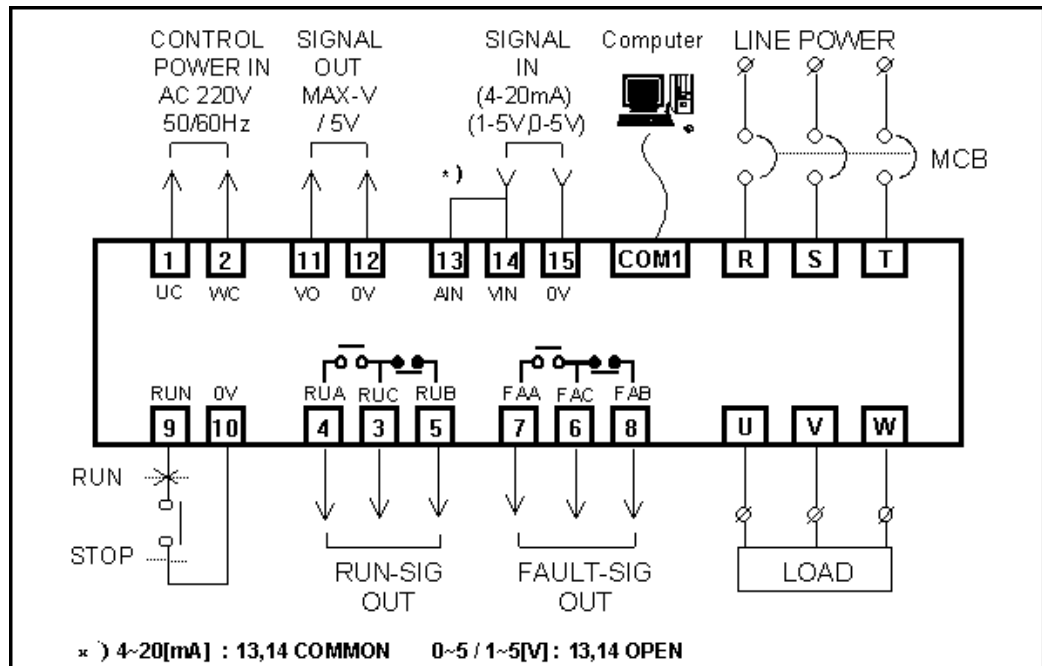 CONTROL
POWER IN
AC 220V
50/60Hz
SIGNAL
OUT
MAX-V
/ 5V
SIGNAL
IN
(4-20mA)
(1-5V,0-5V)
Computer
LINE POWER
MCB
*)
1 2 11 12 13 14 15 COM1 R S T
UC WC VO 0V AIN VIN 0V
RUN 0V RUA RUC RUB FAA FAC FAB
9 10 4 3 5 7 6 8 U V W
RUN
STOP
RUN-SIG
OUT
FAULT-SIG
OUT
LOAD
* ) 4~20[mA] : 13,14 COMMON 0~5 / 1~5[V] : 13,14 OPEN